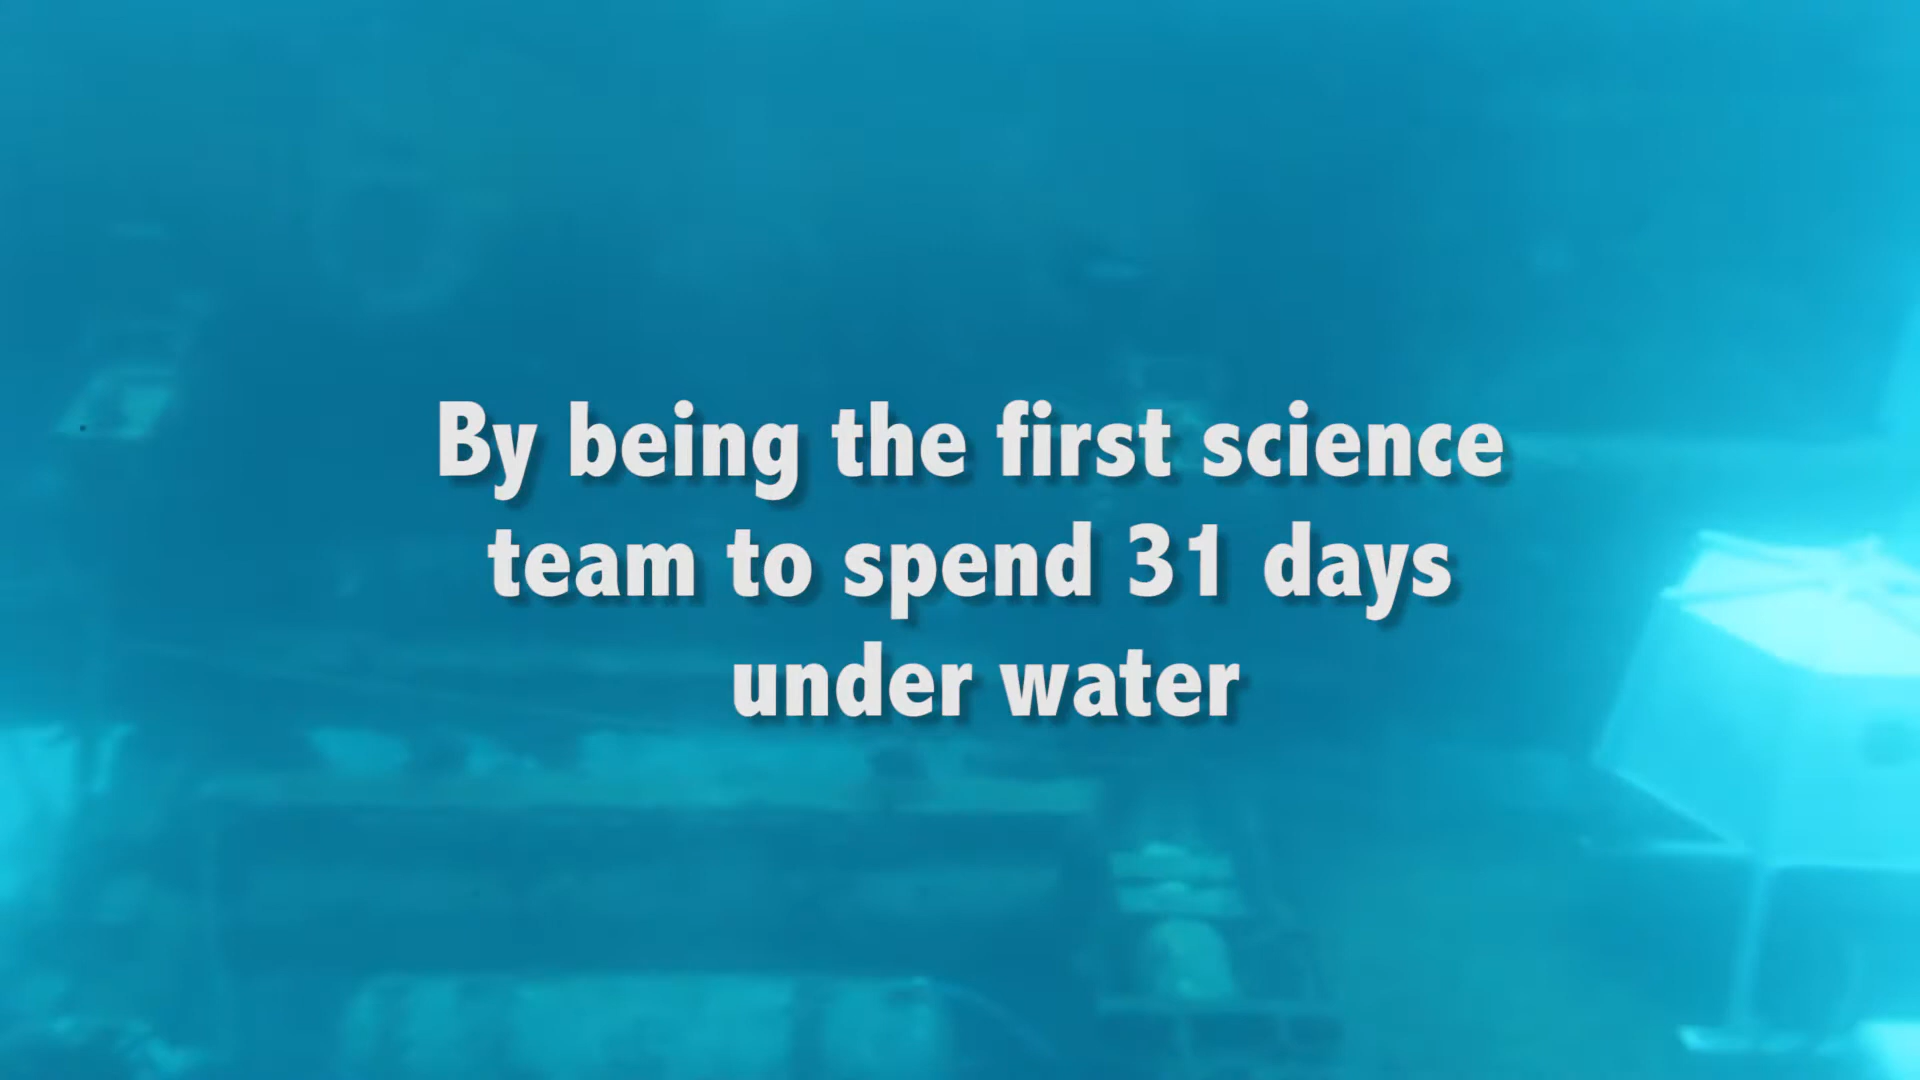 By being the first science
team to spend 31 days
under water